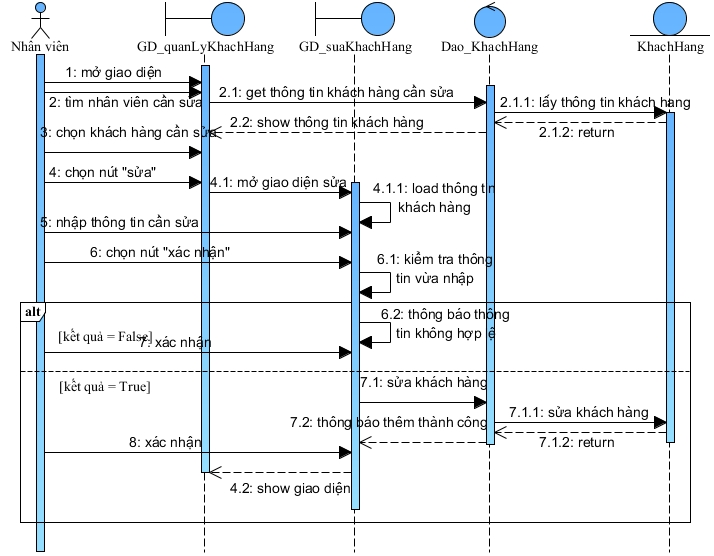 Nhân viên
GD_quanLyKhachHang
GD_suaKhachHang
Dao_KhachHang
KhachHang
1: mở giao diện
2: tìm nhân viên cần sửa
2.1: get thông tin khách hàng cần sửa
2.1.1: lấy thông tin khách hàng
2.2: show thông tin khách hàng
2.1.2: return
3: chọn khách hàng cần sửa
4: chọn nút "sửa"
4.1: mở giao diện sửa
4.1.1: load thông tin
khách hàng
5: nhập thông tin cần sửa
6: chọn nút "xác nhận"
6.1: kiểm tra thông
tin vừa nhập
alt
6.2: thông báo thông
tin không hợp lệ
[kết quả = False]
7: xác nhận
[kết quả = True]
7.1: sửa khách hàng
7.1.1: sửa khách hàng
7.2: thông báo thêm thành công
7.1.2: return
8: xác nhận
4.2: show giao diện